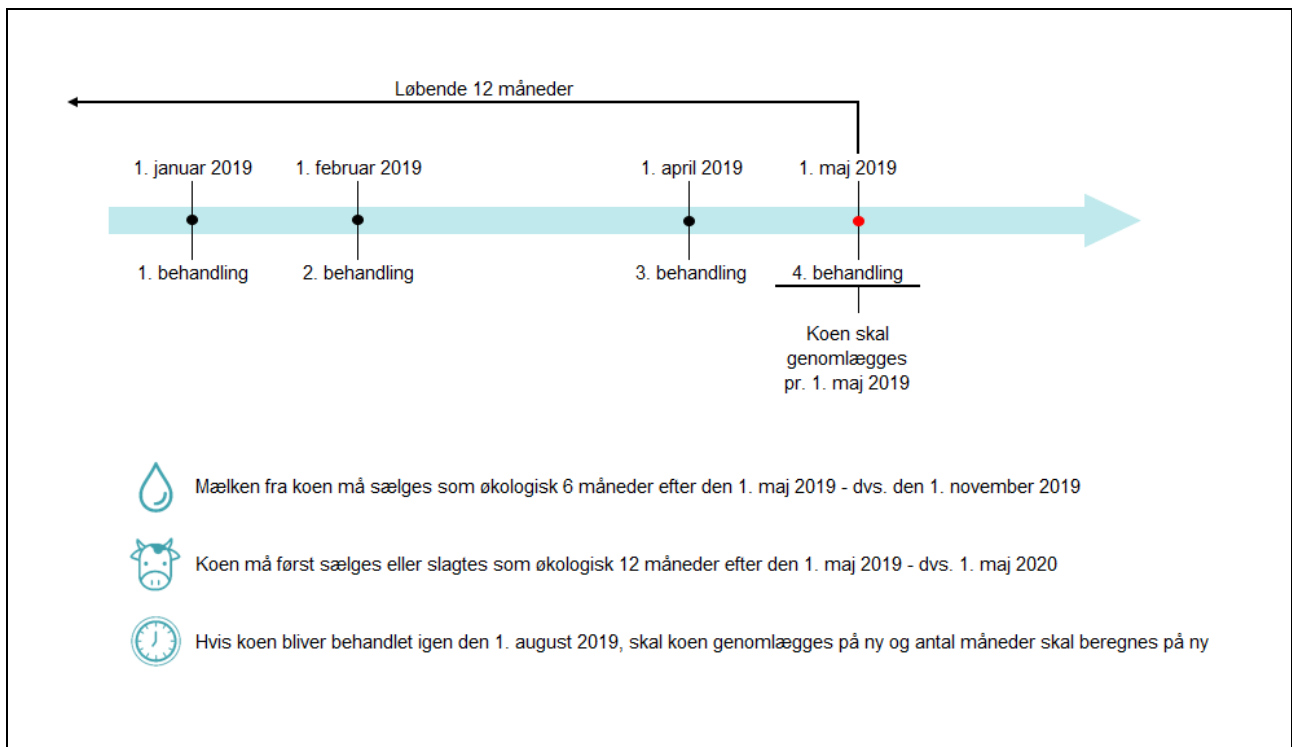 Løbende 12 måneder
1. januar 2019
1. februar 2019
1. april 2019
1. maj 2019
1. behandling
2. behandling
3. behandling
4. behandling
Koen skal
genomlægges
pr. 1. maj 2019
Mælken fra koen må sælges som økologisk 6 måneder efter den 1. maj 2019 - dvs. den 1. november 2019
Koen må først sælges eller slagtes som økologisk 12 måneder efter den 1. maj 2019 - dvs. 1. maj 2020
Hvis koen bliver behandlet igen den 1. august 2019, skal koen genomlægges på ny og antal måneder skal beregnes på ny